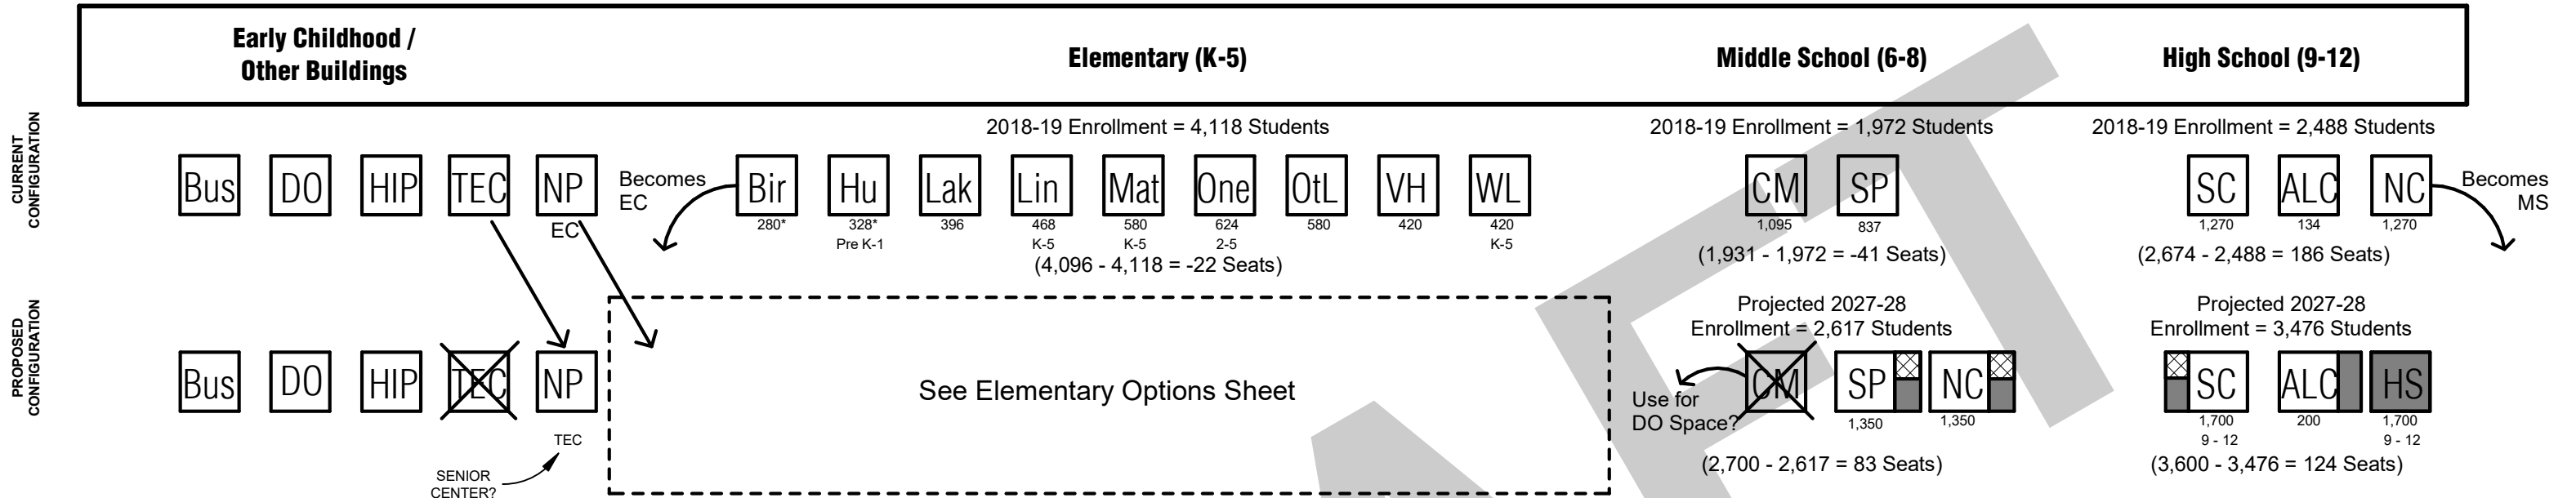 Early Childhood /
Other Buildings
Elementary (K-5)
Middle School (6-8)
High School (9-12)
CURRENT
CONFIGURATION
2018-19 Enrollment = 4,118 Students
2018-19 Enrollment = 1,972 Students
2018-19 Enrollment = 2,488 Students
Bus
DO
HIP
TEC
NP
EC
Becomes
EC
Bir
280*
Hu
328*
Pre K-1
Lak
396
Lin
468
K-5
Mat
580
K-5
One
624
2-5
OtL
580
VH
420
WL
420
K-5
(4,096 - 4,118 = -22 Seats)
CM
1,095
SP
837
(1,931 - 1,972 = -41 Seats)
SC
1,270
ALC
134
NC
1,270
Becomes
MS
(2,674 - 2,488 = 186 Seats)
PROPOSED
CONFIGURATION
Bus
DO
HIP
TEC
NP
TEC
SENIOR
CENTER?
See Elementary Options Sheet
Projected 2027-28
Enrollment = 2,617 Students
Use for
DO Space?
CM
SP
1,350
NC
1,350
(2,700 - 2,617 = 83 Seats)
Projected 2027-28
Enrollment = 3,476 Students
SC
1,700
9 - 12
ALC
200
HS
1,700
9 - 12
(3,600 - 3,476 = 124 Seats)